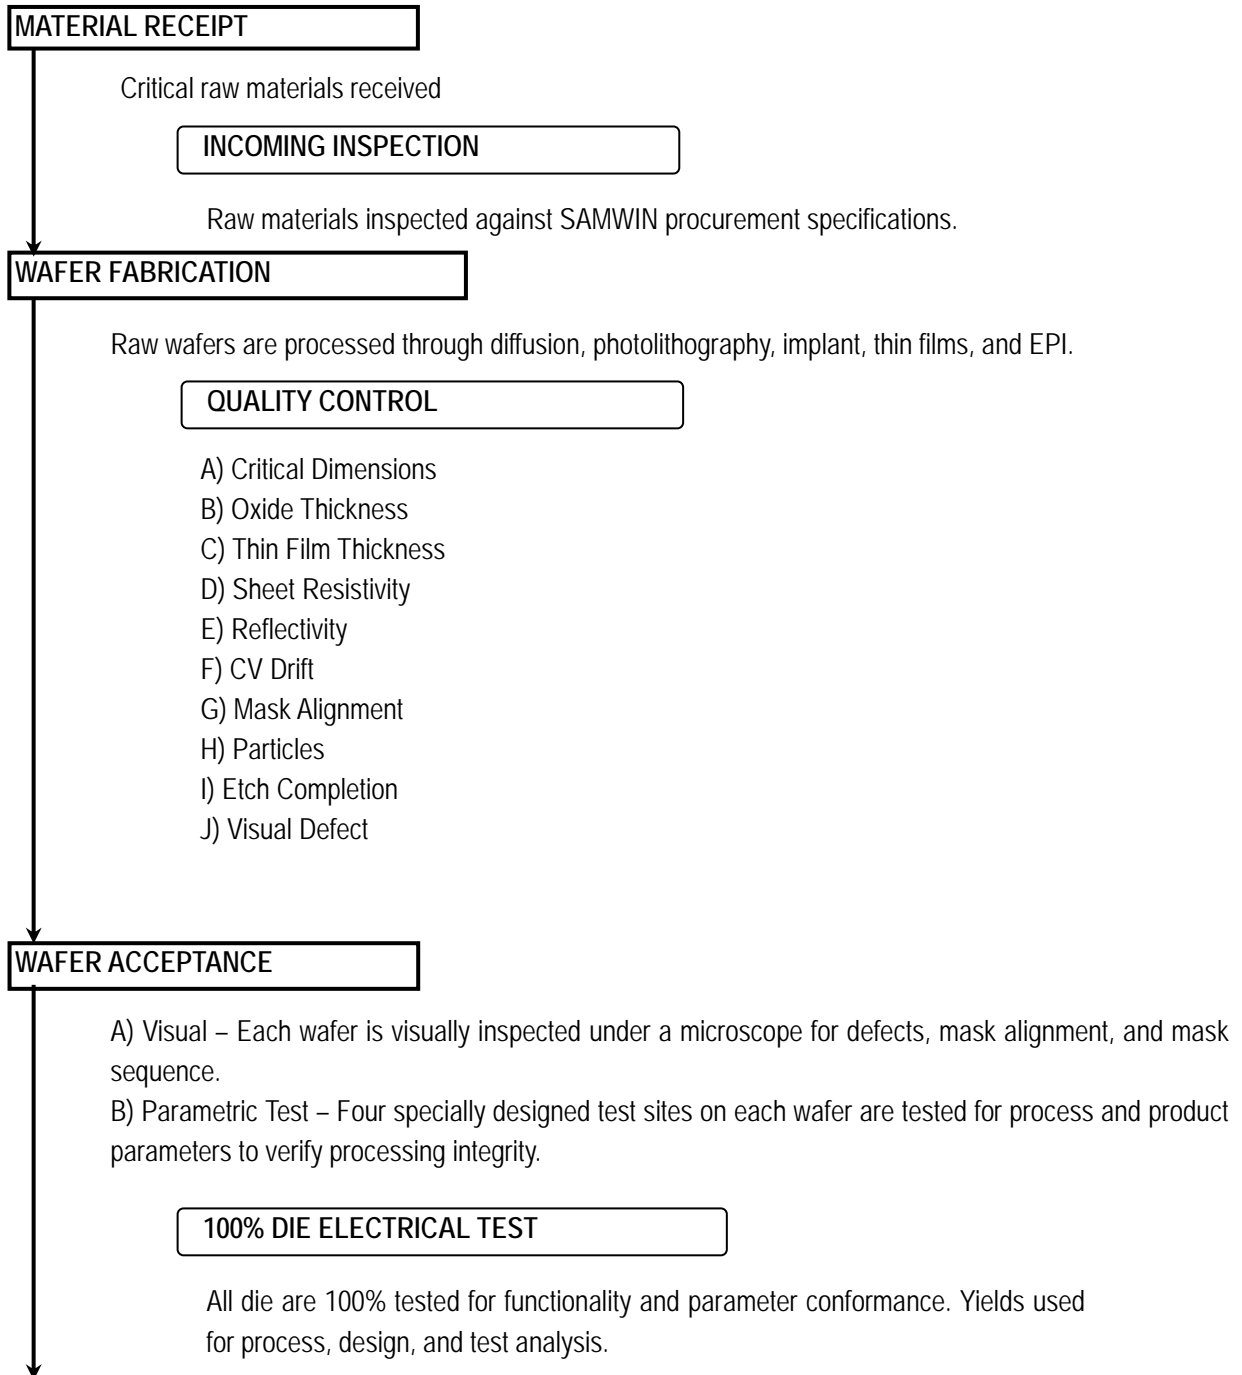 MATERIAL RECEIPT
Critical raw materials received
INCOMING INSPECTION
Raw materials inspected against SAMWIN procurement specifications.
WAFER FABRICATION
Raw wafers are processed through diffusion, photolithography, implant, thin films, and EPI.
QUALITY CONTROL
A) Critical Dimensions
B) Oxide Thickness
C) Thin Film Thickness
D) Sheet Resistivity
E) Reflectivity
F) CV Drift
G) Mask Alignment
H) Particles
I) Etch Completion
J) Visual Defect
WAFER ACCEPTANCE
A) Visual – Each wafer is visually inspected under a microscope for defects, mask alignment, and mask
sequence.
B) Parametric Test – Four specially designed test sites on each wafer are tested for process and product
parameters to verify processing integrity.
100% DIE ELECTRICAL TEST
All die are 100% tested for functionality and parameter conformance. Yields used
for process, design, and test analysis.